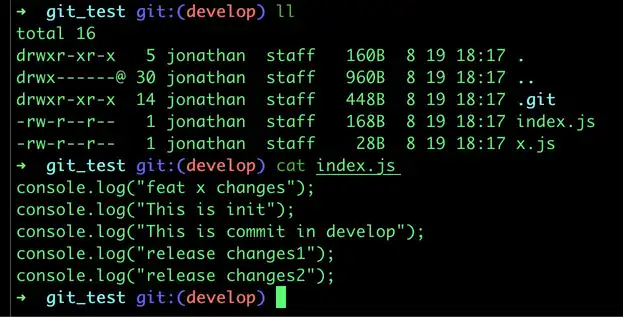 ➜  git_test git:(develop) ll
total 16
drwxr-xr-x   5 jonathan  staff   160B  8 19 18:17 .
drwx------@ 30 jonathan  staff   960B  8 19 18:17 ..
drwxr-xr-x  14 jonathan  staff   448B  8 19 18:17 .git
-rw-r--r--   1 jonathan  staff   168B  8 19 18:17 index.js
-rw-r--r--   1 jonathan  staff    28B  8 19 18:17 x.js
➜  git_test git:(develop) cat index.js
console.log("feat x changes");
console.log("This is init");
console.log("This is commit in develop");
console.log("release changes1");
console.log("release changes2");
➜  git_test git:(develop)